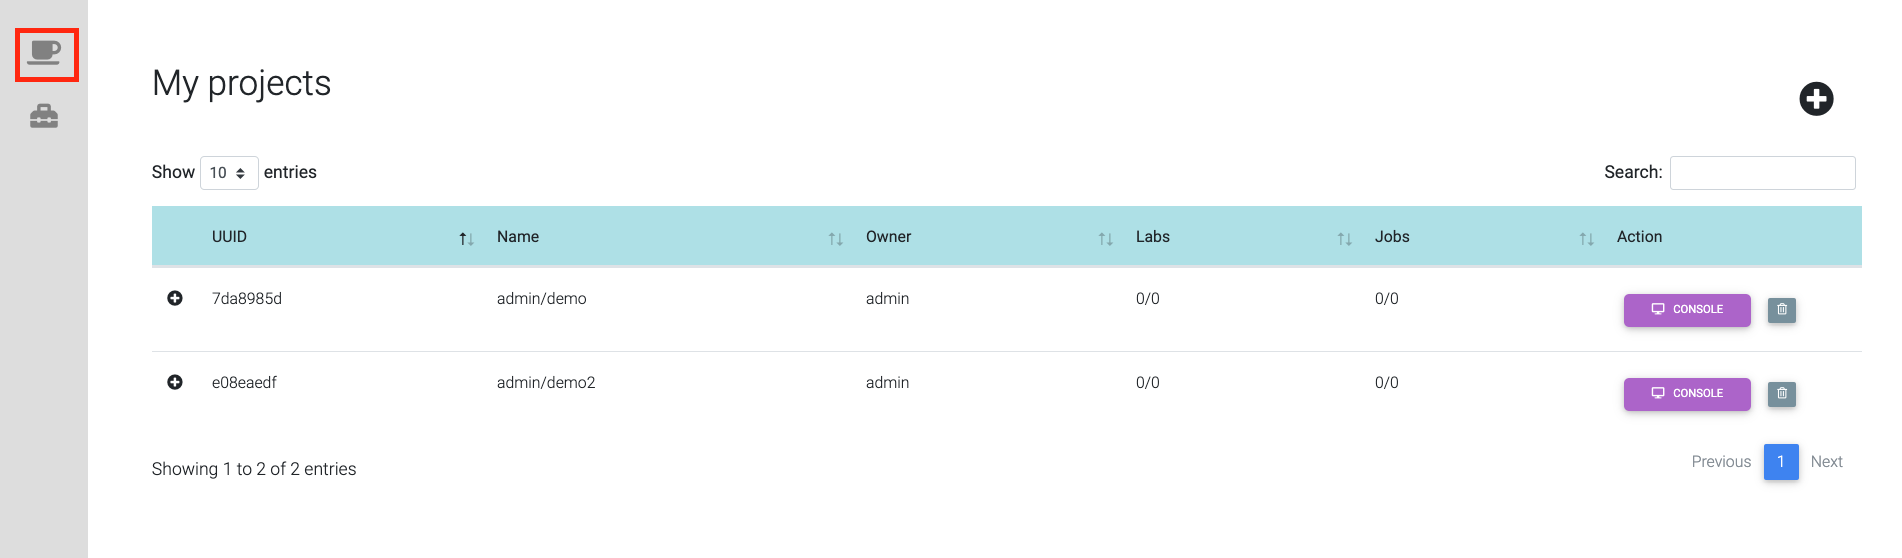 My projects
Show 10 entries
Search:
UUID Name Owner Labs Jobs Action
7da8985d admin/demo admin 0/0 0/0 CONSOLE
e08eaedf admin/demo2 admin 0/0 0/0 CONSOLE
Showing 1 to 2 of 2 entries
Previous 1 Next